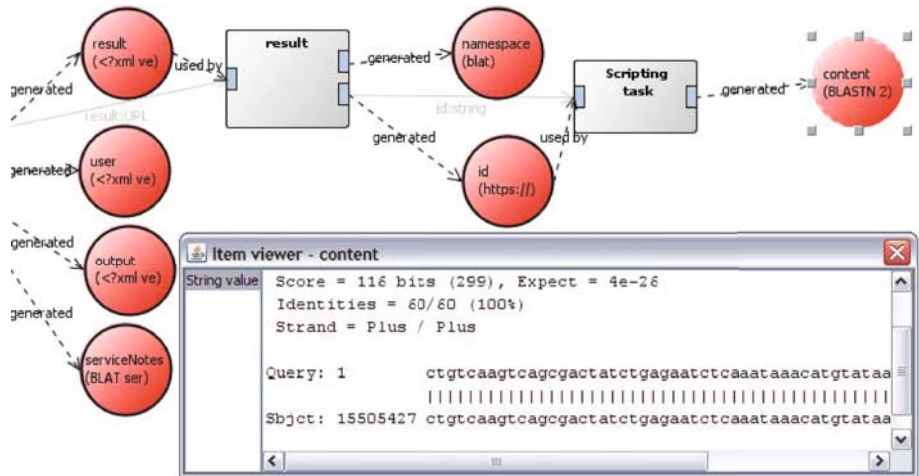 result
(<?xml ve)
generated
used by
result:URL
result
generated
namespace
(blat)
id:string
generated
id
(https://)
used by
Scripting
task
generated
content
(BLASTN 2)
generated
user
(<?xml ve)
generated
output
(<?xml ve)
generated
serviceNotes
(BLAT ser)
Item viewer - content
String value
Score = 116 bits (299), Expect = 4e-26
Identities = 60/60 (100%)
Strand = Plus / Plus
Query: 1 ctgtcaagtcagcgactatctgagaatctcaaataaacatgtataa
||||||||||||||||||||||||||||||||||||||||||||||
Sbjct: 15505427 ctgtcaagtcagcgactatctgagaatctcaaataaacatgtataa